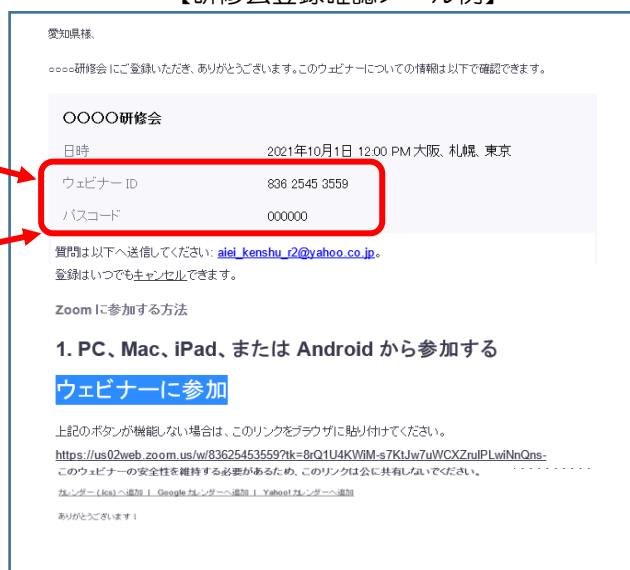 【研修会登録確認メール例】
愛知県様、
○○○○研修会 にご登録いただき、ありがとうございます。このウェビナーについての情報は以下で確認できます。
○○○○研修会
日時 2021年10月1日 12:00 PM 大阪、札幌、東京
ウェビナー ID 836 2545 3559
パスコード 000000
質問は以下へ送信してください: aiei_kenshu_r2@yahoo.co.jp。
登録はいつでもキャンセルできます。
Zoom に参加する方法
1. PC、Mac、iPad、または Android から参加する
ウェビナーに参加
上記のボタンが機能しない場合は、このリンクをブラウザに貼り付けてください。
https://us02web.zoom.us/w/83625453559?tk=8rQ1U4KWiM-s7KtJw7uWCXZrulPLwiNnQns-
このウェビナーの安全性を維持する必要があるため、このリンクは公に共有しないでください。
カレンダー (.ics) へ追加 | Google カレンダーへ追加 | Yahoo! カレンダーへ追加
ありがとうございます！